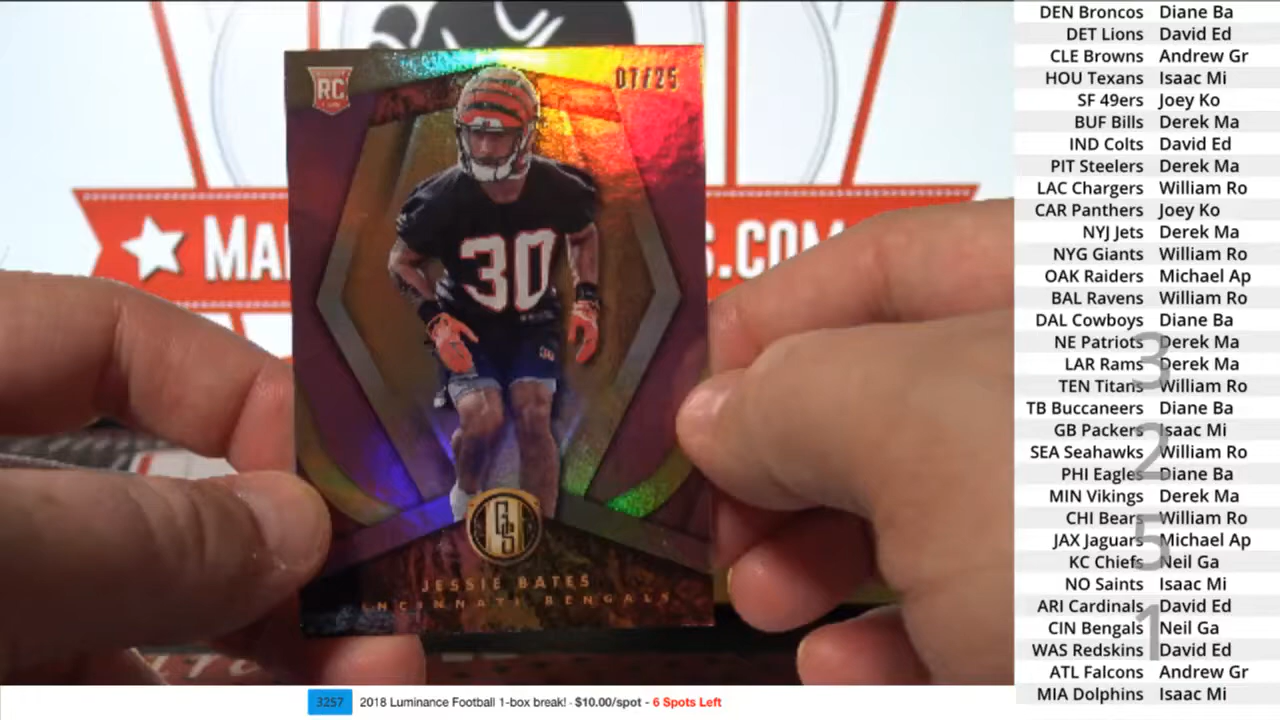 RC
07/25
30
30
GS
JESSIE BATES
CINCINNATI BENGALS
MA
S.COM
DEN Broncos Diane Ba
DET Lions David Ed
CLE Browns Andrew Gr
HOU Texans Isaac Mi
SF 49ers Joey Ko
BUF Bills Derek Ma
IND Colts David Ed
PIT Steelers Derek Ma
LAC Chargers William Ro
CAR Panthers Joey Ko
NYJ Jets Derek Ma
NYG Giants William Ro
OAK Raiders Michael Ap
BAL Ravens William Ro
DAL Cowboys Diane Ba
NE Patriots Derek Ma
LAR Rams Derek Ma
TEN Titans William Ro
TB Buccaneers Diane Ba
GB Packers Isaac Mi
SEA Seahawks William Ro
PHI Eagles Diane Ba
MIN Vikings Derek Ma
CHI Bears William Ro
JAX Jaguars Michael Ap
KC Chiefs Neil Ga
NO Saints Isaac Mi
ARI Cardinals David Ed
CIN Bengals Neil Ga
WAS Redskins David Ed
ATL Falcons Andrew Gr
MIA Dolphins Isaac Mi
3
2
5
1
3257 2018 Luminance Football 1-box break! - $10.00/spot - 6 Spots Left